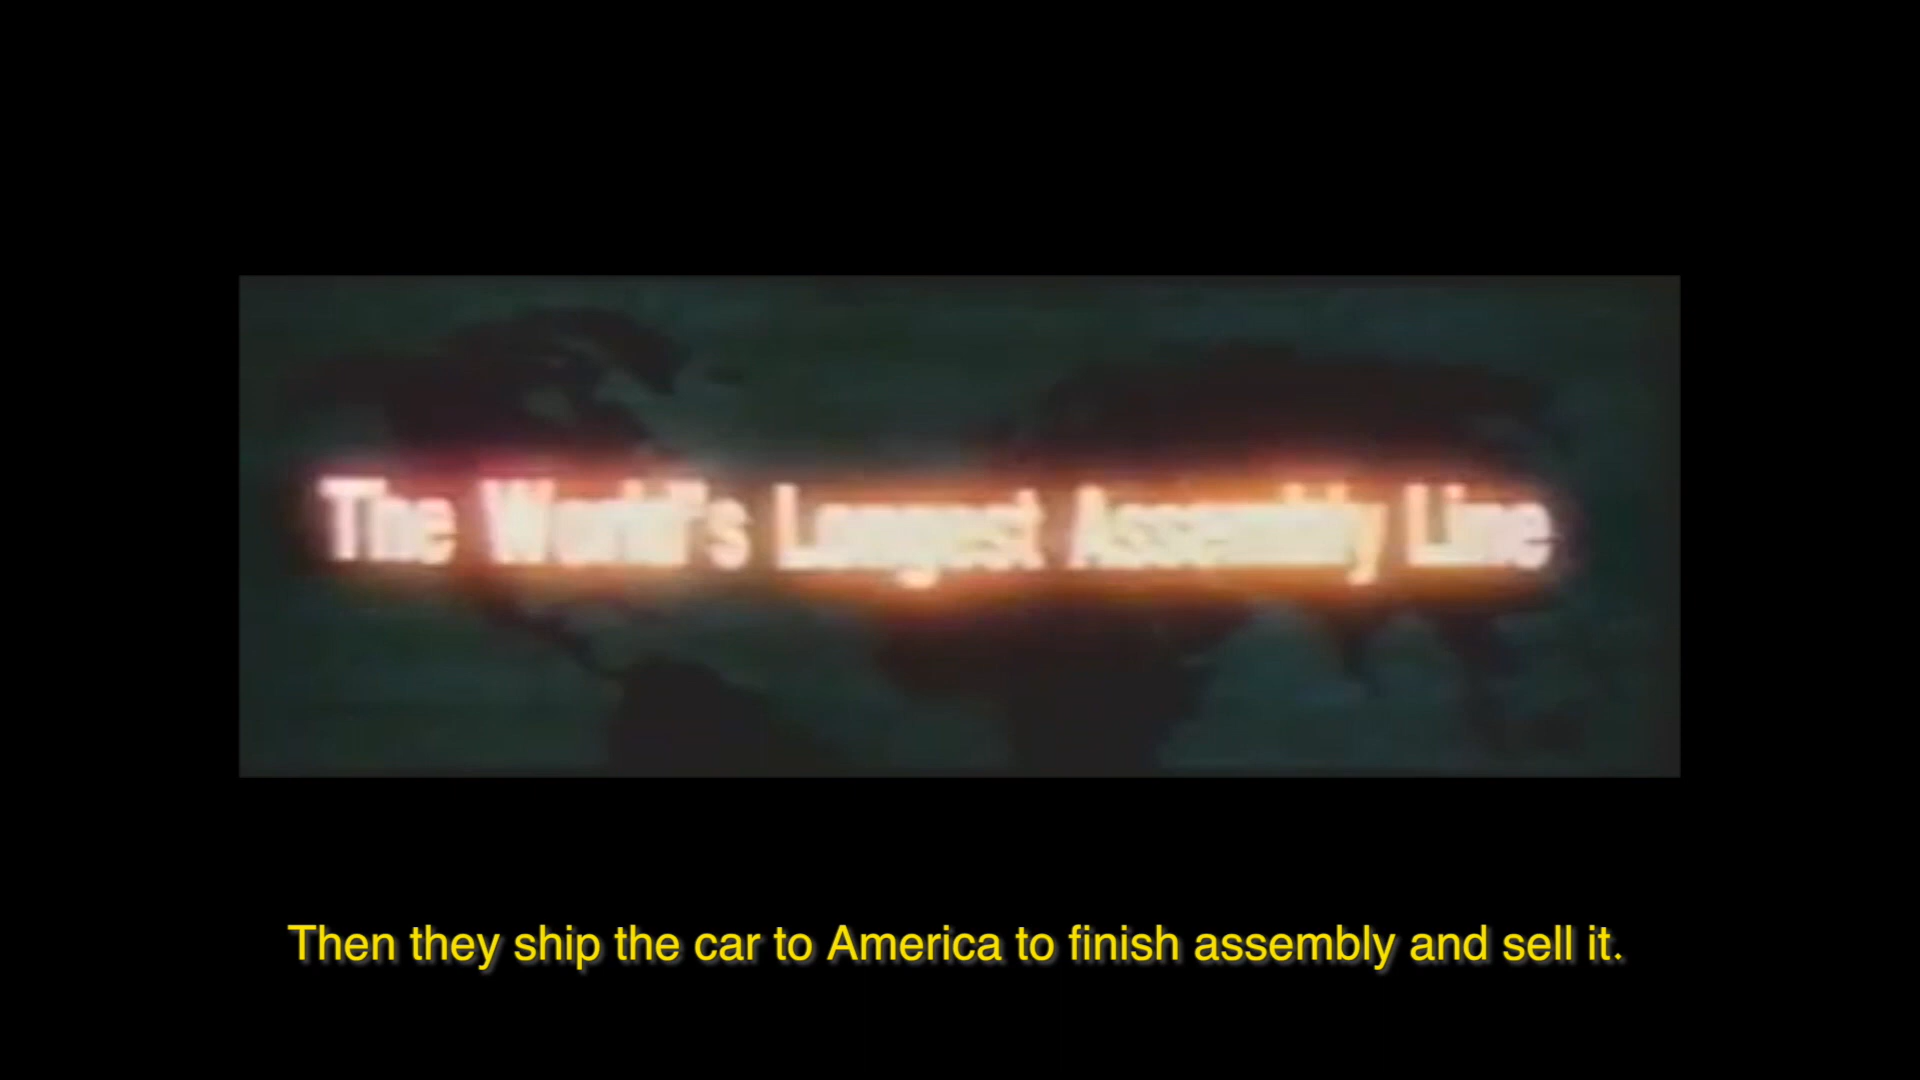 The World's Longest Assembly Line
Then they ship the car to America to finish assembly and sell it.